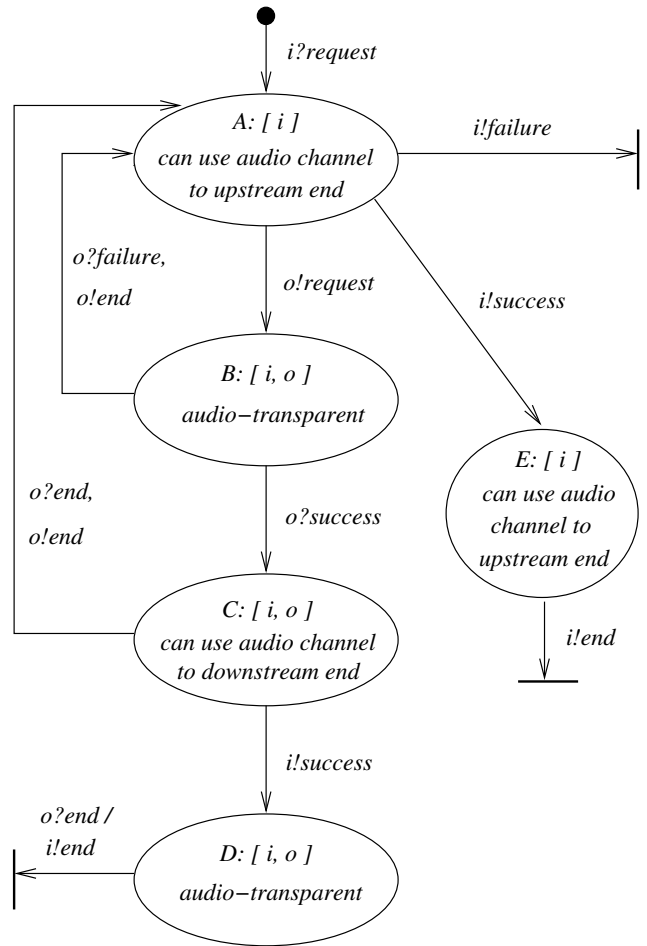 i?request
A: [ i ]
can use audio channel
to upstream end
i!failure
o?failure,
o!end
o!request
i!success
B: [ i, o ]
audio−transparent
E: [ i ]
can use audio
channel to
upstream end
o?end,
o!end
o?success
C: [ i, o ]
can use audio channel
to downstream end
i!end
i!success
o?end /
i!end
D: [ i, o ]
audio−transparent